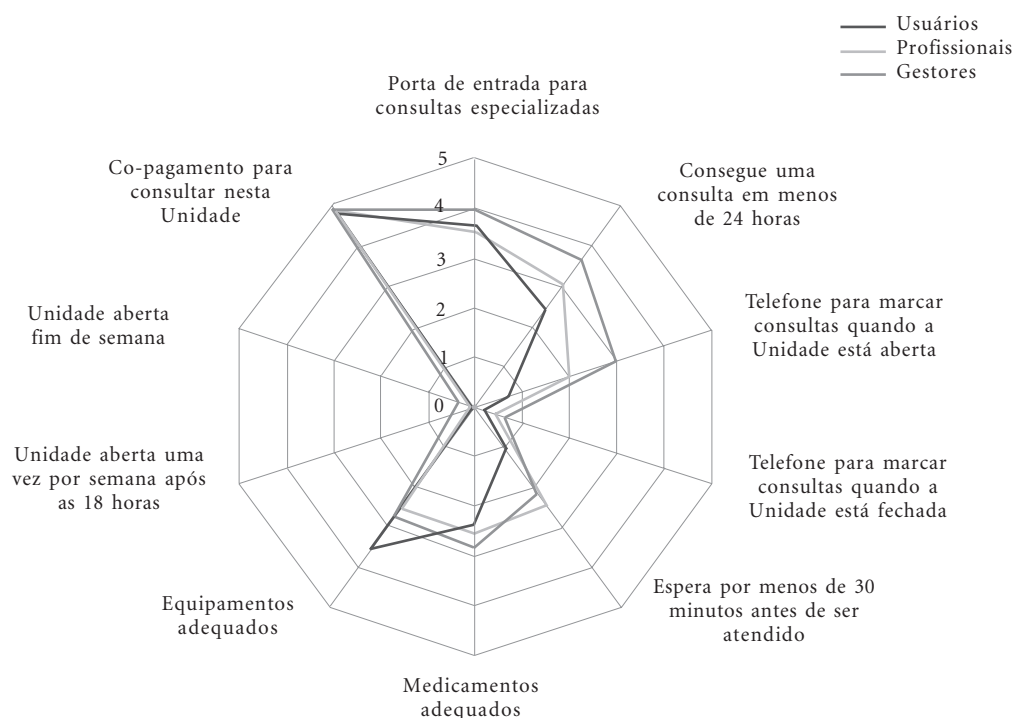 Usuários
Profissionais
Gestores
Porta de entrada para
consultas especializadas
Consegue uma
consulta em menos
de 24 horas
Telefone para marcar
consultas quando a
Unidade está aberta
Telefone para marcar
consultas quando a
Unidade está fechada
Espera por menos de 30
minutos antes de ser
atendido
Medicamentos
adequados
Equipamentos
adequados
Unidade aberta uma
vez por semana após
as 18 horas
Unidade aberta
fim de semana
Co-pagamento para
consultar nesta
Unidade
5
4
3
2
1
0